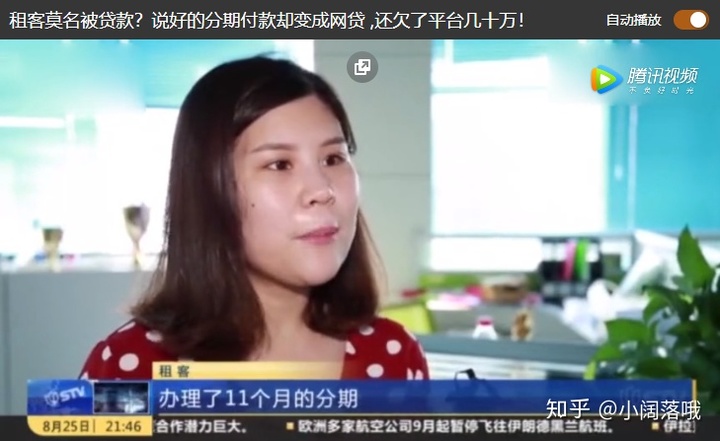 租客莫名被贷款？说好的分期付款却变成网贷 ,还欠了平台几十万！
自动播放
腾讯视频
不负好时光
租客
STV
办理了11个月的分期
知乎 @小阔落哦
8月25日 21:46 合作潜力巨大。 ■ 欧洲多家航空公司9月起暂停飞往伊朗德黑兰航班。 ■ 伊拉